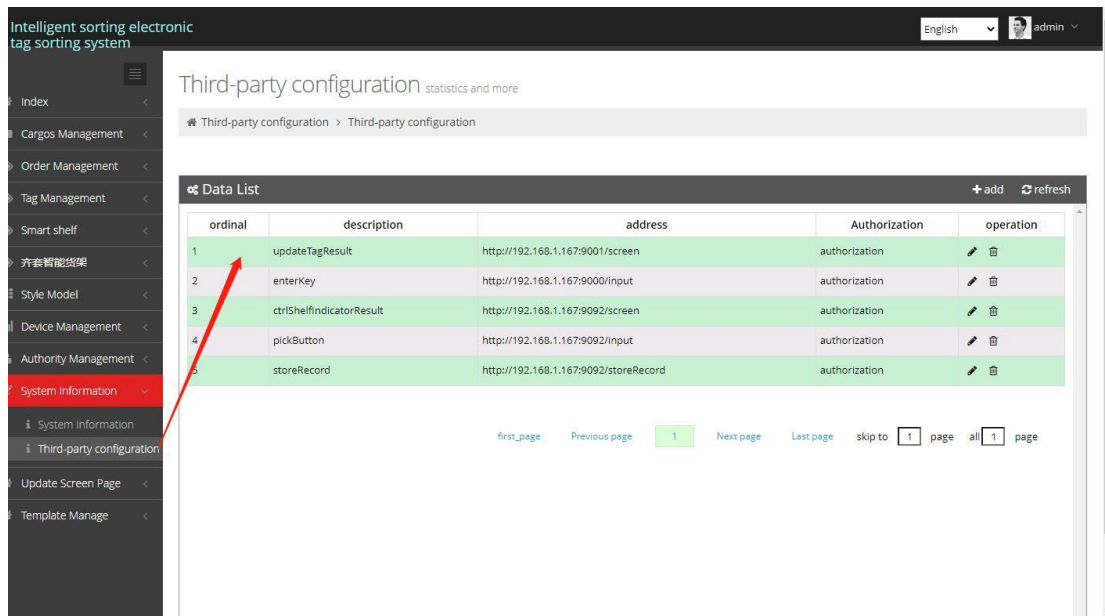 Intelligent sorting electronic
tag sorting system
English
admin
Index
Cargos Management
Order Management
Tag Management
Smart shelf
齐套智能货架
Style Model
Device Management
Authority Management
System Information
System Information
Third-party configuration
Update Screen Page
Template Manage
Third-party configuration statistics and more
Third-party configuration > Third-party configuration
Data List
+ add refresh
ordinal description address Authorization operation
1 updateTagResult http://192.168.1.167:9001/screen authorization
2 enterKey http://192.168.1.167:9000/input authorization
3 ctrlShelfIndicatorResult http://192.168.1.167:9092/screen authorization
4 pickButton http://192.168.1.167:9092/input authorization
5 storeRecord http://192.168.1.167:9092/storeRecord authorization
first_page Previous page 1 Next page Last page skip to 1 page all 1 page